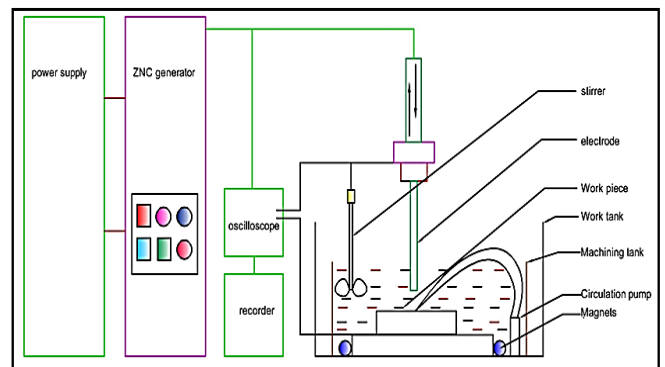 power supply
ZNC generator
oscilloscope
recorder
stirrer
electrode
Work piece
Work tank
Machining tank
Circulation pump
Magnets